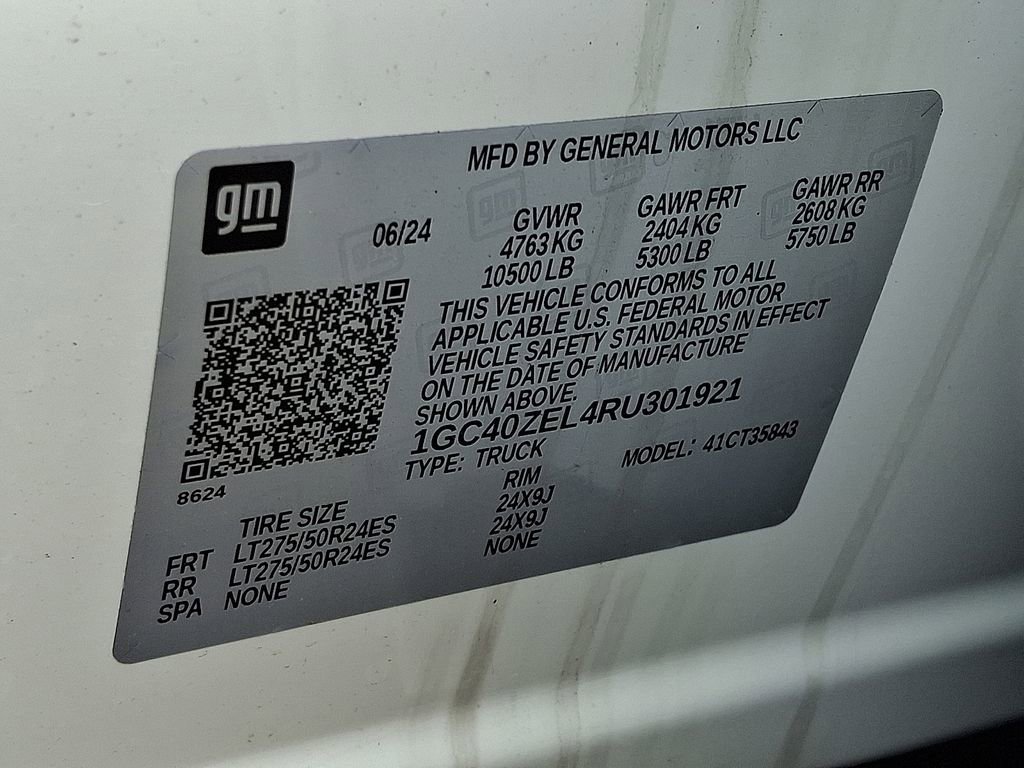 gm
MFD BY GENERAL MOTORS LLC
06/24 GVWR GAWR FRT GAWR RR
4763 KG 2404 KG 2608 KG
10500 LB 5300 LB 5750 LB
THIS VEHICLE CONFORMS TO ALL
APPLICABLE U.S. FEDERAL MOTOR
VEHICLE SAFETY STANDARDS IN EFFECT
ON THE DATE OF MANUFACTURE
SHOWN ABOVE.
1GC40ZEL4RU301921
TYPE: TRUCK MODEL: 41CT35843
8624
TIRE SIZE RIM
FRT LT275/50R24ES 24X9J
RR LT275/50R24ES 24X9J
SPA NONE NONE